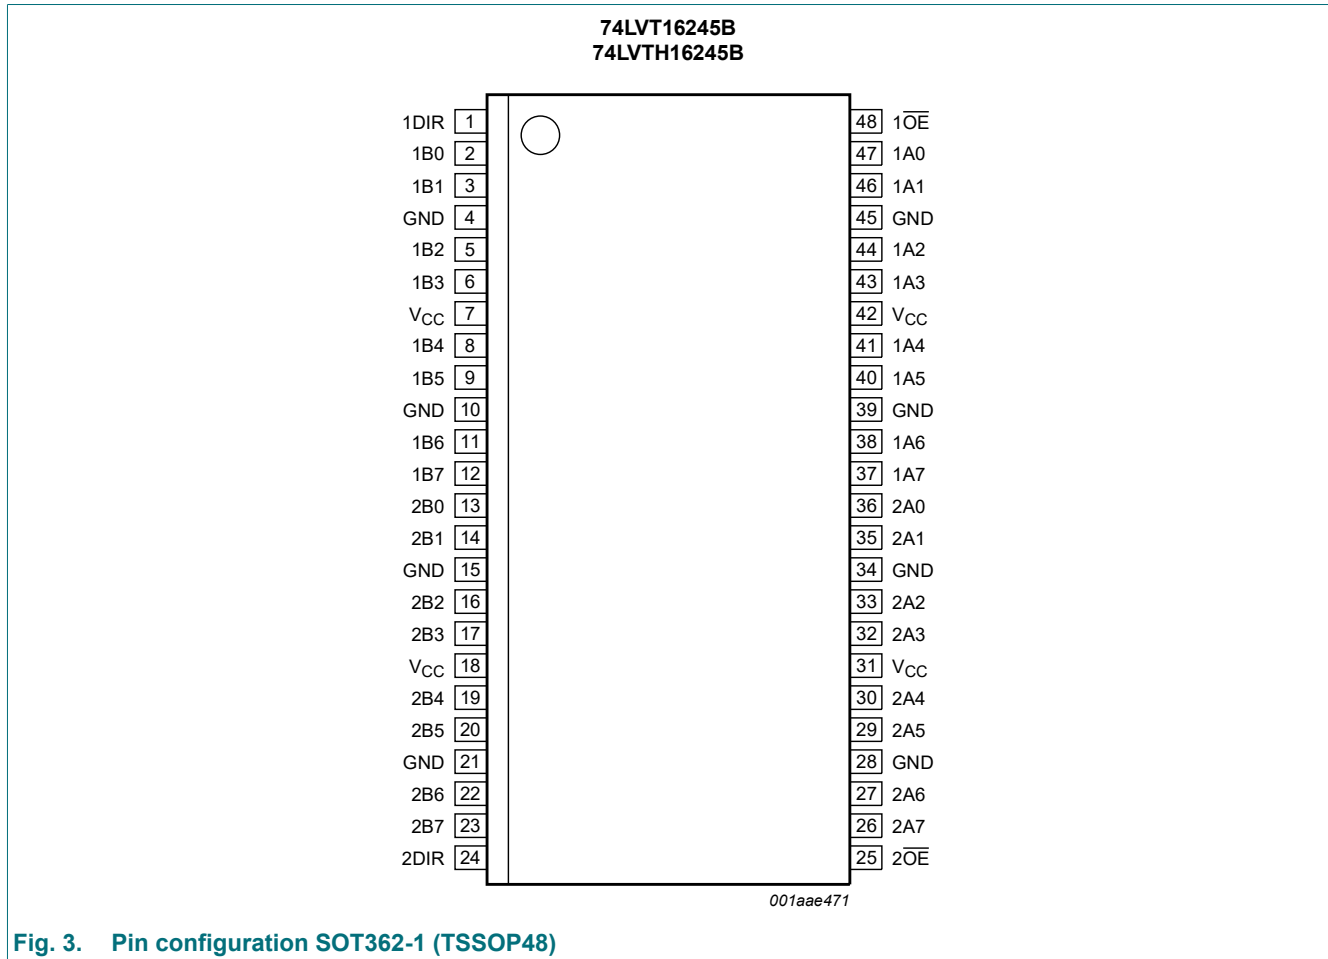 74LVT16245B
74LVTH16245B
1DIR 1 48 1O̅E̅
1B0 2 47 1A0
1B1 3 46 1A1
GND 4 45 GND
1B2 5 44 1A2
1B3 6 43 1A3
VCC 7 42 VCC
1B4 8 41 1A4
1B5 9 40 1A5
GND 10 39 GND
1B6 11 38 1A6
1B7 12 37 1A7
2B0 13 36 2A0
2B1 14 35 2A1
GND 15 34 GND
2B2 16 33 2A2
2B3 17 32 2A3
VCC 18 31 VCC
2B4 19 30 2A4
2B5 20 29 2A5
GND 21 28 GND
2B6 22 27 2A6
2B7 23 26 2A7
2DIR 24 25 2O̅E̅
001aae471
Fig. 3. Pin configuration SOT362-1 (TSSOP48)